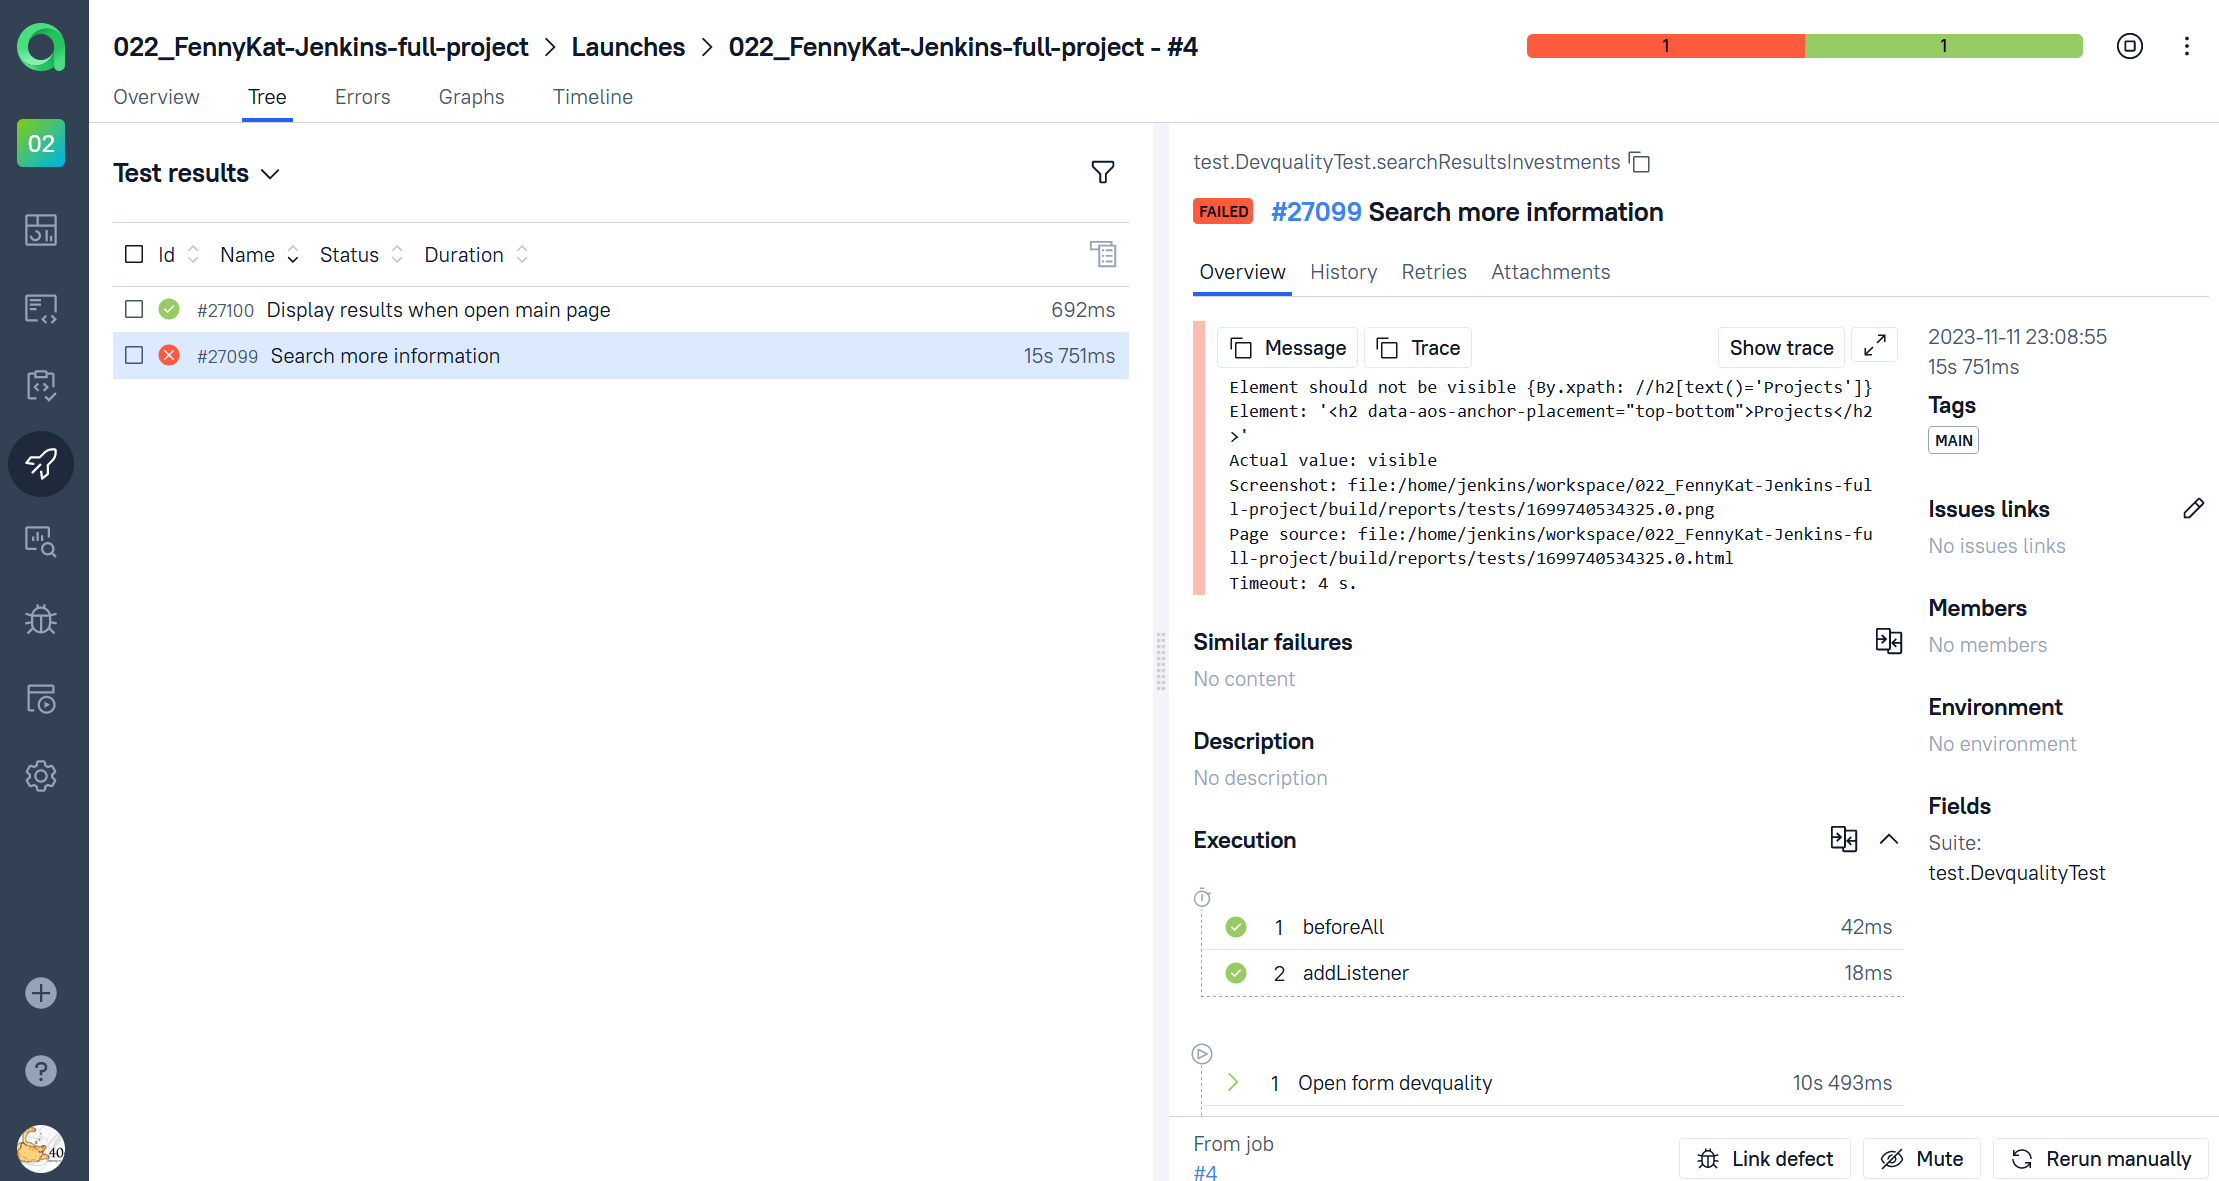 022_FennyKat-Jenkins-full-project > Launches > 022_FennyKat-Jenkins-full-project - #4
1 1
Overview Tree Errors Graphs Timeline
02
Test results
Id Name Status Duration
#27100 Display results when open main page 692ms
#27099 Search more information 15s 751ms
test.DevqualityTest.searchResultsInvestments
FAILED #27099 Search more information
Overview History Retries Attachments
Message Trace Show trace
Element should not be visible {By.xpath: //h2[text()='Projects']}
Element: '<h2 data-aos-anchor-placement="top-bottom">Projects</h2
>'
Actual value: visible
Screenshot: file:/home/jenkins/workspace/022_FennyKat-Jenkins-ful
l-project/build/reports/tests/1699740534325.0.png
Page source: file:/home/jenkins/workspace/022_FennyKat-Jenkins-fu
ll-project/build/reports/tests/1699740534325.0.html
Timeout: 4 s.
Similar failures
No content
Description
No description
Execution
1 beforeAll 42ms
2 addListener 18ms
1 Open form devquality 10s 493ms
2023-11-11 23:08:55
15s 751ms
Tags
MAIN
Issues links
No issues links
Members
No members
Environment
No environment
Fields
Suite:
test.DevqualityTest
From job
#4
Link defect Mute Rerun manually
40